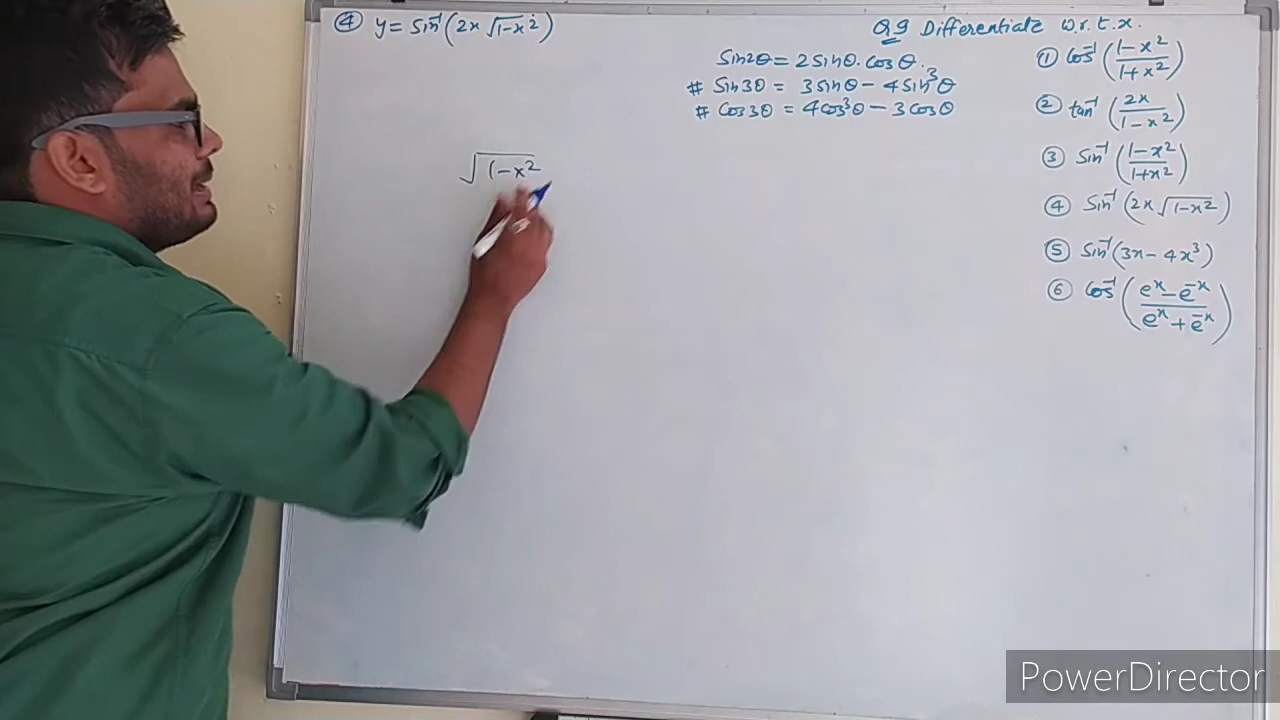 ④ y = Sin⁻¹(2x √1-x²)
Q.9 Differentiate w.r.t.x.
Sin2θ = 2sinθ.cosθ.
# Sin3θ = 3sinθ - 4sin³θ
# Cos3θ = 4cos³θ - 3cosθ
√1-x²
① Cos⁻¹(1-x²/1+x²)
② tan⁻¹(2x/1-x²)
③ Sin⁻¹(1-x²/1+x²)
④ Sin⁻¹(2x√1-x²)
⑤ Sin⁻¹(3x-4x³)
⑥ Cos⁻¹(eˣ-e⁻ˣ/eˣ+e⁻ˣ)
PowerDirector